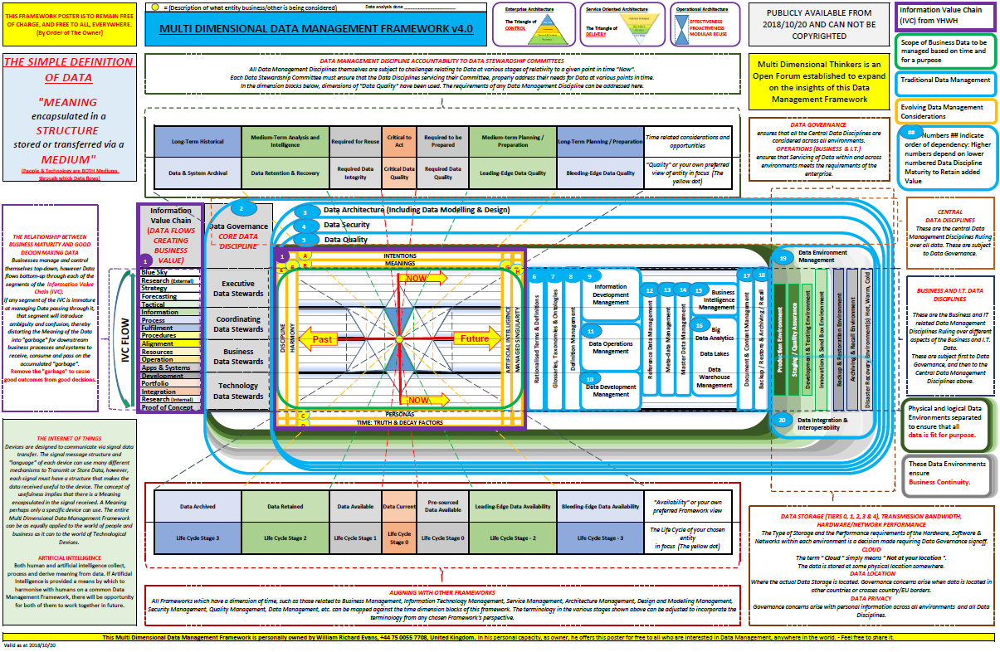 THIS FRAMEWORK POSTER IS TO REMAIN FREE
OF CHARGE, AND FREE TO ALL, EVERYWHERE.
(By Order of The Owner)
= (Description of what entity business/other is being considered)
Date analysis done
MULTI DIMENSIONAL DATA MANAGEMENT FRAMEWORK v4.0
Enterprise Architecture
The Triangle of
CONTROL
Service Oriented Architecture
The Triangle of
DELIVERY
Operational Architecture
EFFECTIVENESS
PROACTIVENESS
MODULAR REUSE
PUBLICLY AVAILABLE FROM
2018/10/20 AND CAN NOT BE
COPYRIGHTED
Information Value Chain
(IVC) from YHWH
Scope of Business Data to be
managed based on time and
for a purpose
Traditional Data Management
Evolving Data Management
Considerations
##
Numbers ## indicate
order of dependency: Higher
numbers depend on lower
numbered Data Discipline
Maturity to Retain added
Value
THE SIMPLE DEFINITION
OF DATA
"MEANING
encapsulated in a
STRUCTURE
stored or transferred via a
MEDIUM"
(People & Technology are BOTH Mediums
through which Data flows)
DATA MANAGEMENT DISCIPLINE ACCOUNTABILITY TO DATA STEWARDSHIP COMMITTEES
All Data Management Disciplines themselves are subject to challenges relating to Data at various stages of relativity to a given point in time "Now".
Each Data Stewardship Committee must ensure that the Data Disciplines servicing their Committee, properly address their needs for Data at various points in time.
In the dimension blocks below, dimensions of "Data Quality" have been used. The requirements of any Data Management Discipline can be addressed here.
Multi Dimensional Thinkers is an
Open Forum established to expand
on the insights of this Data
Management Framework
Long-Term Historical
Medium-Term Analysis and
Intelligence
Required for Reuse
Critical to
Act
Required to be
Prepared
Medium-term Planning /
Preparation
Long-Term Planning / Preparation
Time related considerations and
opportunities
Data & System Archival
Data Retention & Recovery
Required Data
Integrity
Critical Data
Quality
Required Data
Quality
Leading-Edge Data Quality
Bleeding-Edge Data Quality
"Quality" or your own preferred
view of entity in focus (The
yellow dot)
DATA GOVERNANCE
ensures that all the Central Data Disciplines are
considered across all environments.
OPERATIONS (BUSINESS & I.T.)
ensures that Servicing of Data within and across
environments meets the requirements of the
enterprise.
THE RELATIONSHIP BETWEEN
BUSINESS MATURITY AND GOOD
DECION MAKING DATA
Businesses manage and control
themselves top-down, however Data
flows bottom-up through each of the
segments of the Information Value
Chain (IVC).
If any segment of the IVC is immature
at managing Data passing through it,
that segment will introduce
ambiguity and confusion, thereby
distorting the Meaning of the Data
into "garbage" for downstream
business processes and systems to
receive, consume and pass on the
accumulated "garbage".
Remove the "garbage" to cause
good outcomes from good decisions.
IVC FLOW
Information
Value Chain
(DATA FLOWS
CREATING
BUSINESS
VALUE)
1
Blue Sky
Research (External)
Strategy
Forecasting
Tactical
Information
Process
Fulfilment
Procedures
Alignment
Resources
Operation
Apps & Systems
Development
Portfolio
Integration
Research (Internal)
Proof of Concept
2
Data Governance
CORE DATA
DISCIPLINE
Executive
Data Stewards
Coordinating
Data Stewards
Business
Data Stewards
Technology
Data Stewards
3
Data Architecture (Including Data Modelling & Design)
4
Data Security
5
Data Quality
1
A
B
INTENTIONS
MEANINGS
E
F
G
H
DISCIPLINE
HARMONY
NOW
Past
Future
NOW
ARTIFICIAL INTELLIGENCE
MANAGED SINGULARITY
C
D
PERSONAS
TIME: TRUTH & DECAY FACTORS
6
Rationalised Terms & Definitions
7
Glossaries, Taxonomies & Ontologies
8
Definition Management
9
Information
Development
Management
11
Data Operations
Management
10
Data Development
Management
12
Reference Data Management
13
Meta-data Management
14
Master Data Management
15
Business
Intelligence
Management
16
Big
Data Analytics
Data Lakes
Data
Warehouse
Management
17
Document & Content Management
18
Backup / Restore & Archiving / Recall
19
Data Environment
Management
Production Environment
Staging / Quality Assurance
Development & Testing Environment
Innovation & Sand Box Environment
Backup & Restoration Environment
Archiving & Recall Environment
Disaster Recovery Environment(s) Hot, Warm, Cold
20
Data Integration &
Interoperability
CENTRAL
DATA DISCIPLINES
These are the central Data
Management Disciplines Ruling
over all data. These are subject
to Data Governance.
BUSINESS AND I.T. DATA
DISCIPLINES
These are the Business and IT
related Data Management
Disciplines Ruling over different
aspects of the Business and I.T.
Data.
These are subject first to Data
Governance, and then to the
Central Data Management
Disciplines above.
Physical and logical Data
Environments separated
to ensure that all
data is fit for purpose.
These Data Environments
ensure
Business Continuity.
THE INTERNET OF THINGS
Devices are designed to communicate via signal data
transfer. The signal message structure and
"language" of each device can use many different
mechanisms to Transmit or Store Data, however,
each signal must have a structure that makes the
data received useful to the device. The concept of
usefulness implies that there is a Meaning
encapsulated in the signal received. A Meaning
perhaps only a specific device can use. The entire
Multi Dimensional Data Management Framework
can be as equally applied to the world of people and
business as it can to the world of Technological
Devices.
ARTIFICIAL INTELLIGENCE
Both human and artificial intelligence collect,
process and derive meaning from data. If Artificial
Intelligence is provided a means by which to
harmonise with humans on a common Data
Management Framework, there will be opportunity
for both of them to work together in future.
Data Archived
Data Retained
Data Available
Data Current
Pre-sourced
Data Available
Leading-Edge Data Availability
Bleeding-Edge Data Availability
"Availability" or your own
preferred Framework view
Life Cycle Stage 3
Life Cycle Stage 2
Life Cycle Stage 1
Life Cycle
Stage 0
Life Cycle Stage 0
Life Cycle Stage - 2
Life Cycle Stage - 3
The Life Cycle of your chosen
entity
in focus (The yellow dot)
ALIGNING WITH OTHER FRAMEWORKS
All Frameworks which have a dimension of time, such as those related to Business Management, Information Technology Management, Service Management, Architecture Management, Design and Modelling Management,
Security Management, Quality Management, Data Management, etc. can be mapped against the time dimension blocks of this framework. The terminology in the various stages shown above can be adjusted to incorporate the
terminology from any chosen Framework's perspective.
DATA STORAGE (TIERS 0, 1, 2, 3 & 4), TRANSMISSION BANDWIDTH,
HARDWARE/NETWORK PERFORMANCE
The Type of Storage and the Performance requirements of the Hardware, Software &
Networks within each environment is a decision made requiring Data Governance signoff.
CLOUD
The term " Cloud " simply means " Not at your location ".
The data is stored at some physical location somewhere.
DATA LOCATION
Where the actual Data Storage is located. Governance concerns arise when data is located in
other countries or crosses country/EU borders.
DATA PRIVACY
Governance concerns arise with personal information across all environments and all Data
Disciplines.
This Multi Dimensional Data Management Framework is personally owned by William Richard Evans, +44 75 0055 7708, United Kingdom. In his personal capacity, as owner, he offers this poster for free to all who are interested in Data Management, anywhere in the world. - Feel free to share it.
Valid as at 2018/10/20